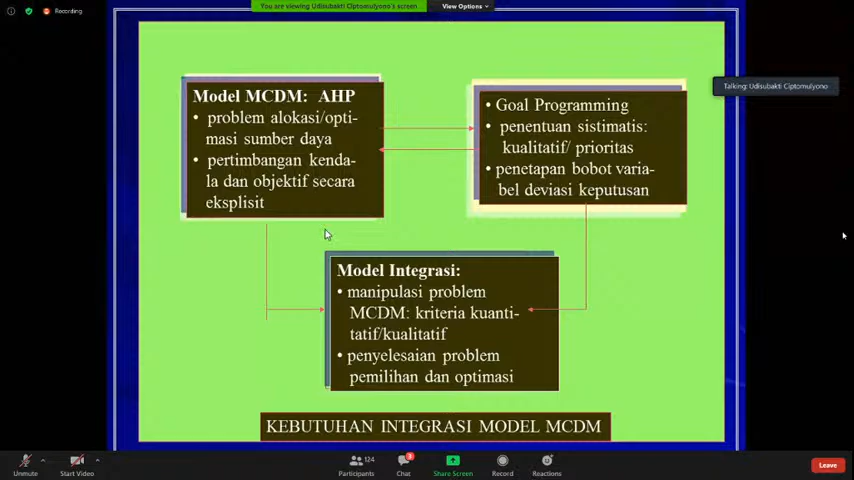 You are viewing Udisubakti Ciptomulyono's screen
View Options
Recording
Talking: Udisubakti Ciptomulyono
Model MCDM: AHP
• problem alokasi/opti-
masi sumber daya
• pertimbangan kenda-
la dan objektif secara
eksplisit
• Goal Programming
• penentuan sistimatis:
kualitatif/ prioritas
• penetapan bobot varia-
bel deviasi keputusan
Model Integrasi:
• manipulasi problem
MCDM: kriteria kuanti-
tatif/kualitatif
• penyelesaian problem
pemilihan dan optimasi
KEBUTUHAN INTEGRASI MODEL MCDM
Unmute
Start Video
124
Participants
3
Chat
Share Screen
Record
Reactions
Leave